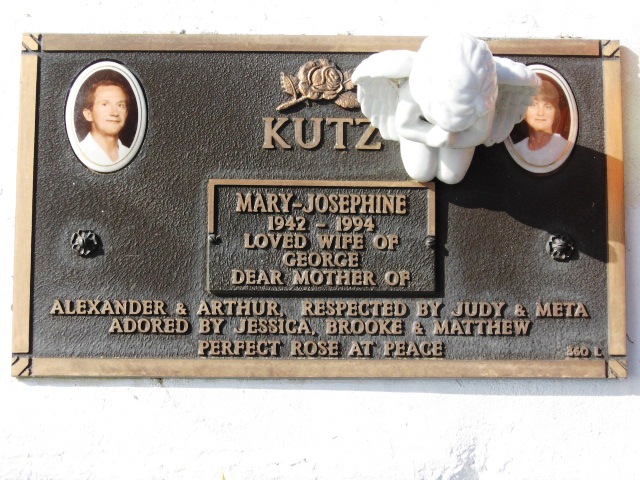 KUTZ
MARY-JOSEPHINE
1942 - 1994
LOVED WIFE OF
GEORGE
DEAR MOTHER OF
ALEXANDER & ARTHUR, RESPECTED BY JUDY & META
ADORED BY JESSICA, BROOKE & MATTHEW
PERFECT ROSE AT PEACE